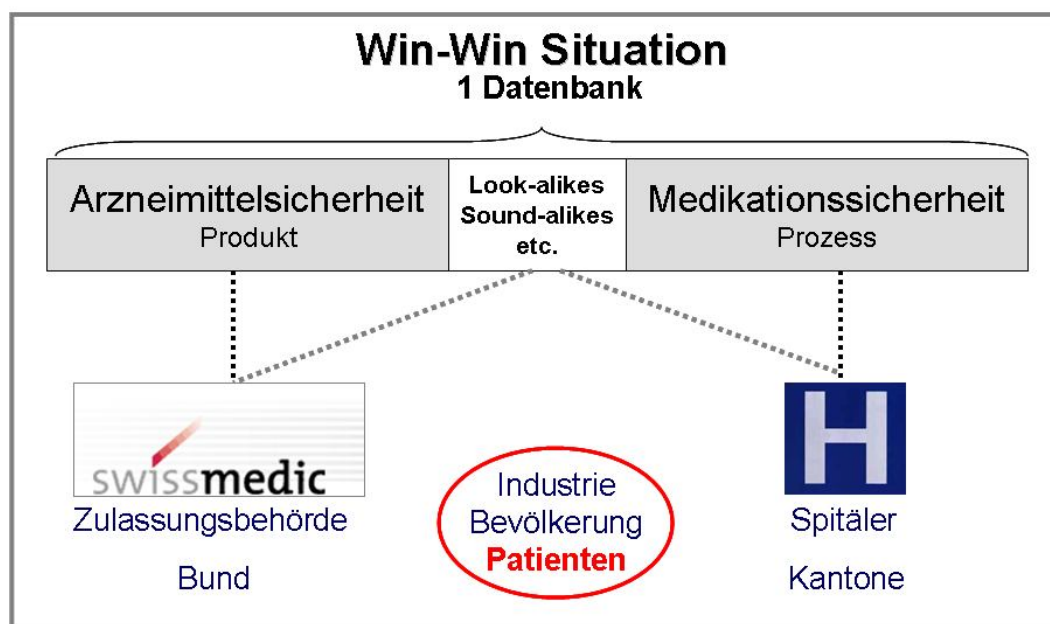 Win-Win Situation
1 Datenbank
Arzneimittelsicherheit
Produkt
Look-alikes
Sound-alikes
etc.
Medikationssicherheit
Prozess
swissmedic
Zulassungsbehörde
Bund
Industrie
Bevölkerung
Patienten
H
Spitäler
Kantone